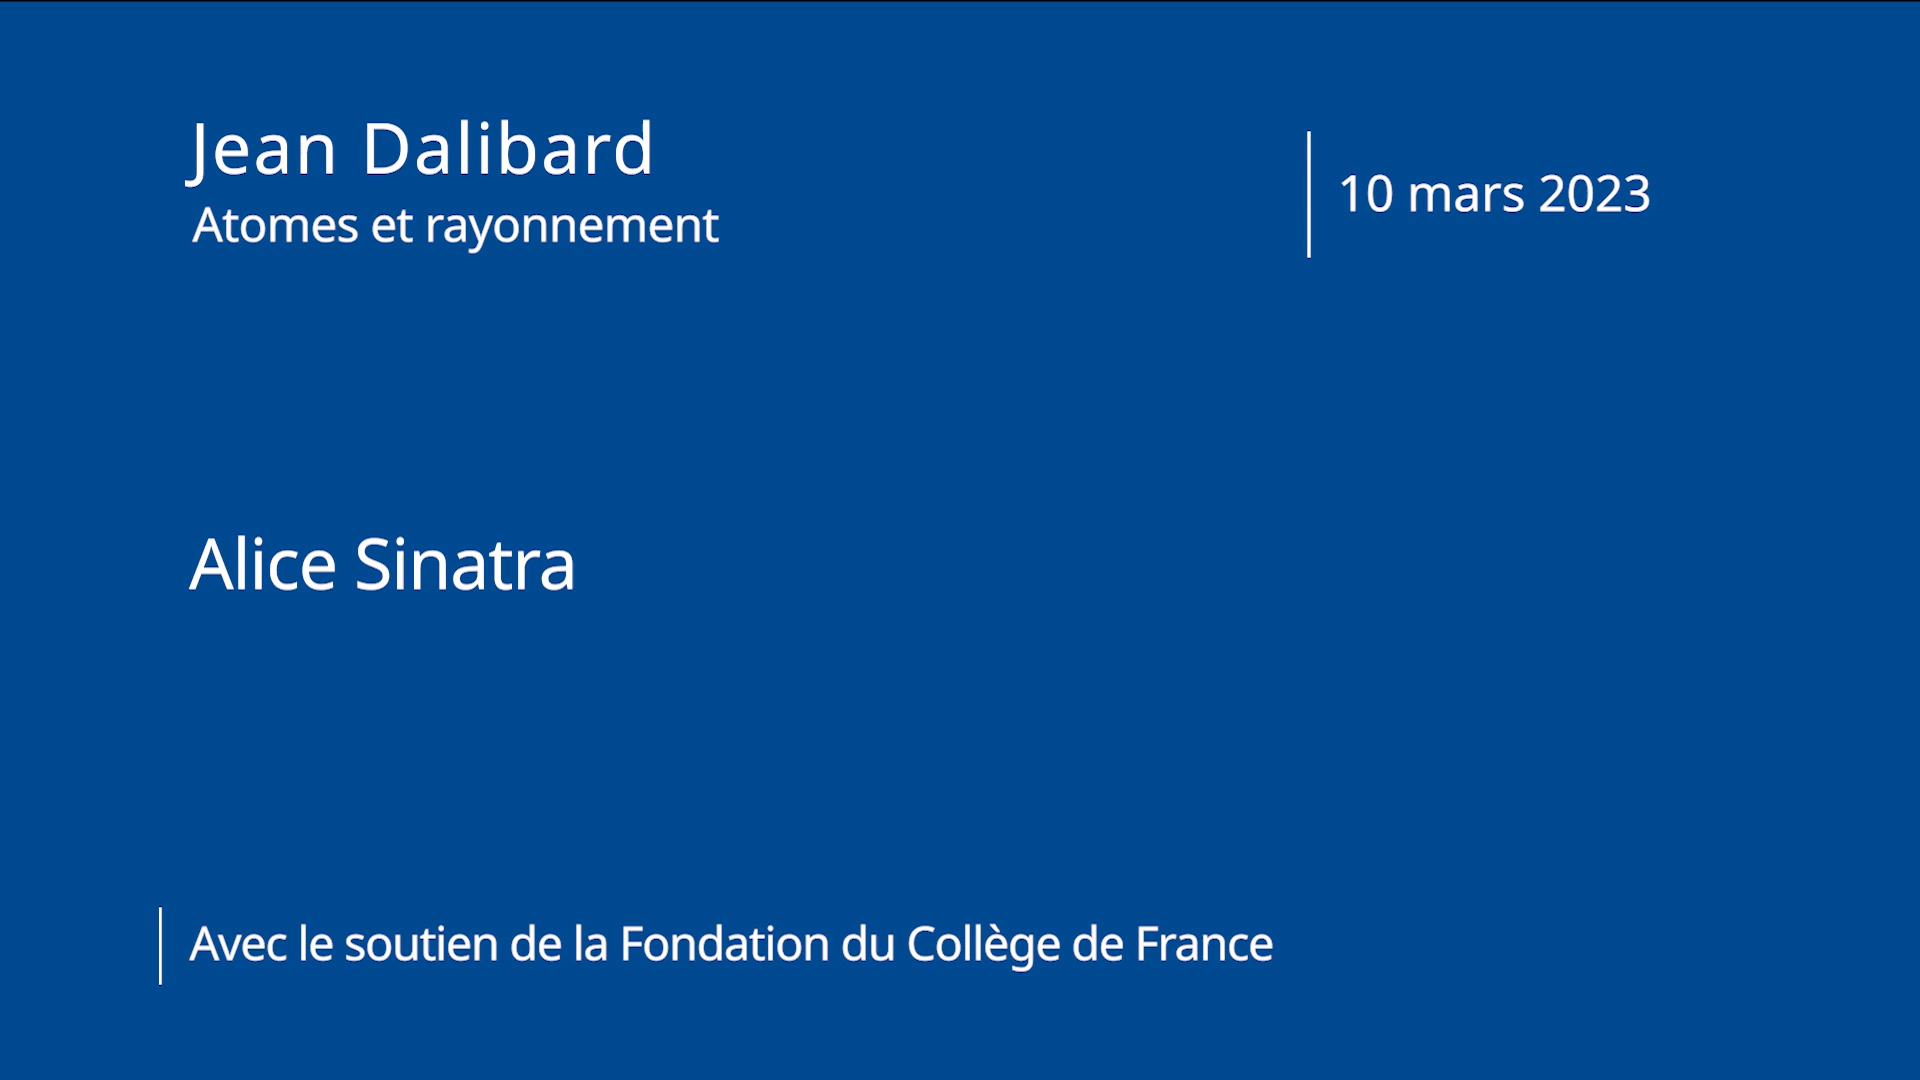 Jean Dalibard
Atomes et rayonnement
10 mars 2023
Alice Sinatra
Avec le soutien de la Fondation du Collège de France